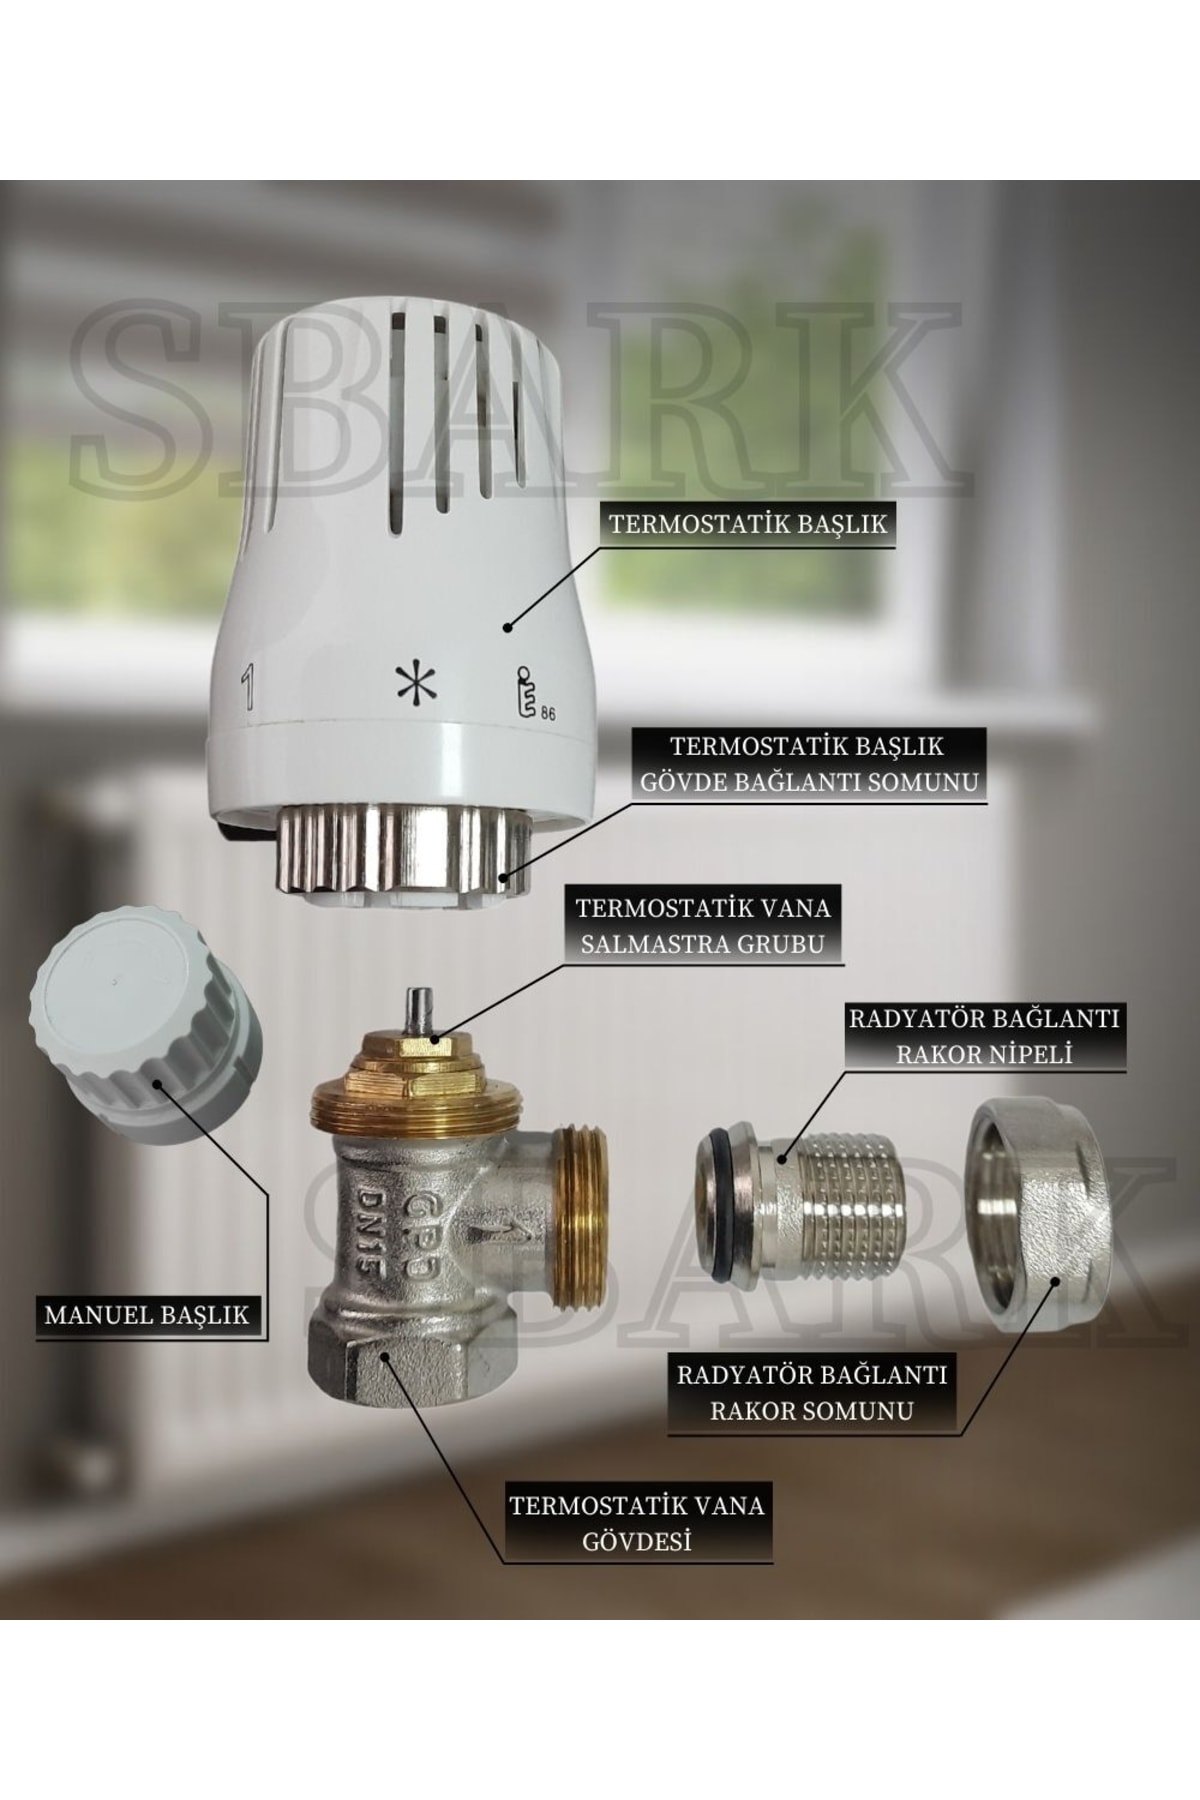 SBARK
TERMOSTATİK BAŞLIK
1
*
E 86
TERMOSTATİK BAŞLIK
GÖVDE BAĞLANTI SOMUNU
TERMOSTATİK VANA
SALMASTRA GRUBU
RADYATÖR BAĞLANTI
RAKOR NİPELİ
GPD
DN15
SBARK
MANUEL BAŞLIK
RADYATÖR BAĞLANTI
RAKOR SOMUNU
TERMOSTATİK VANA
GÖVDESİ